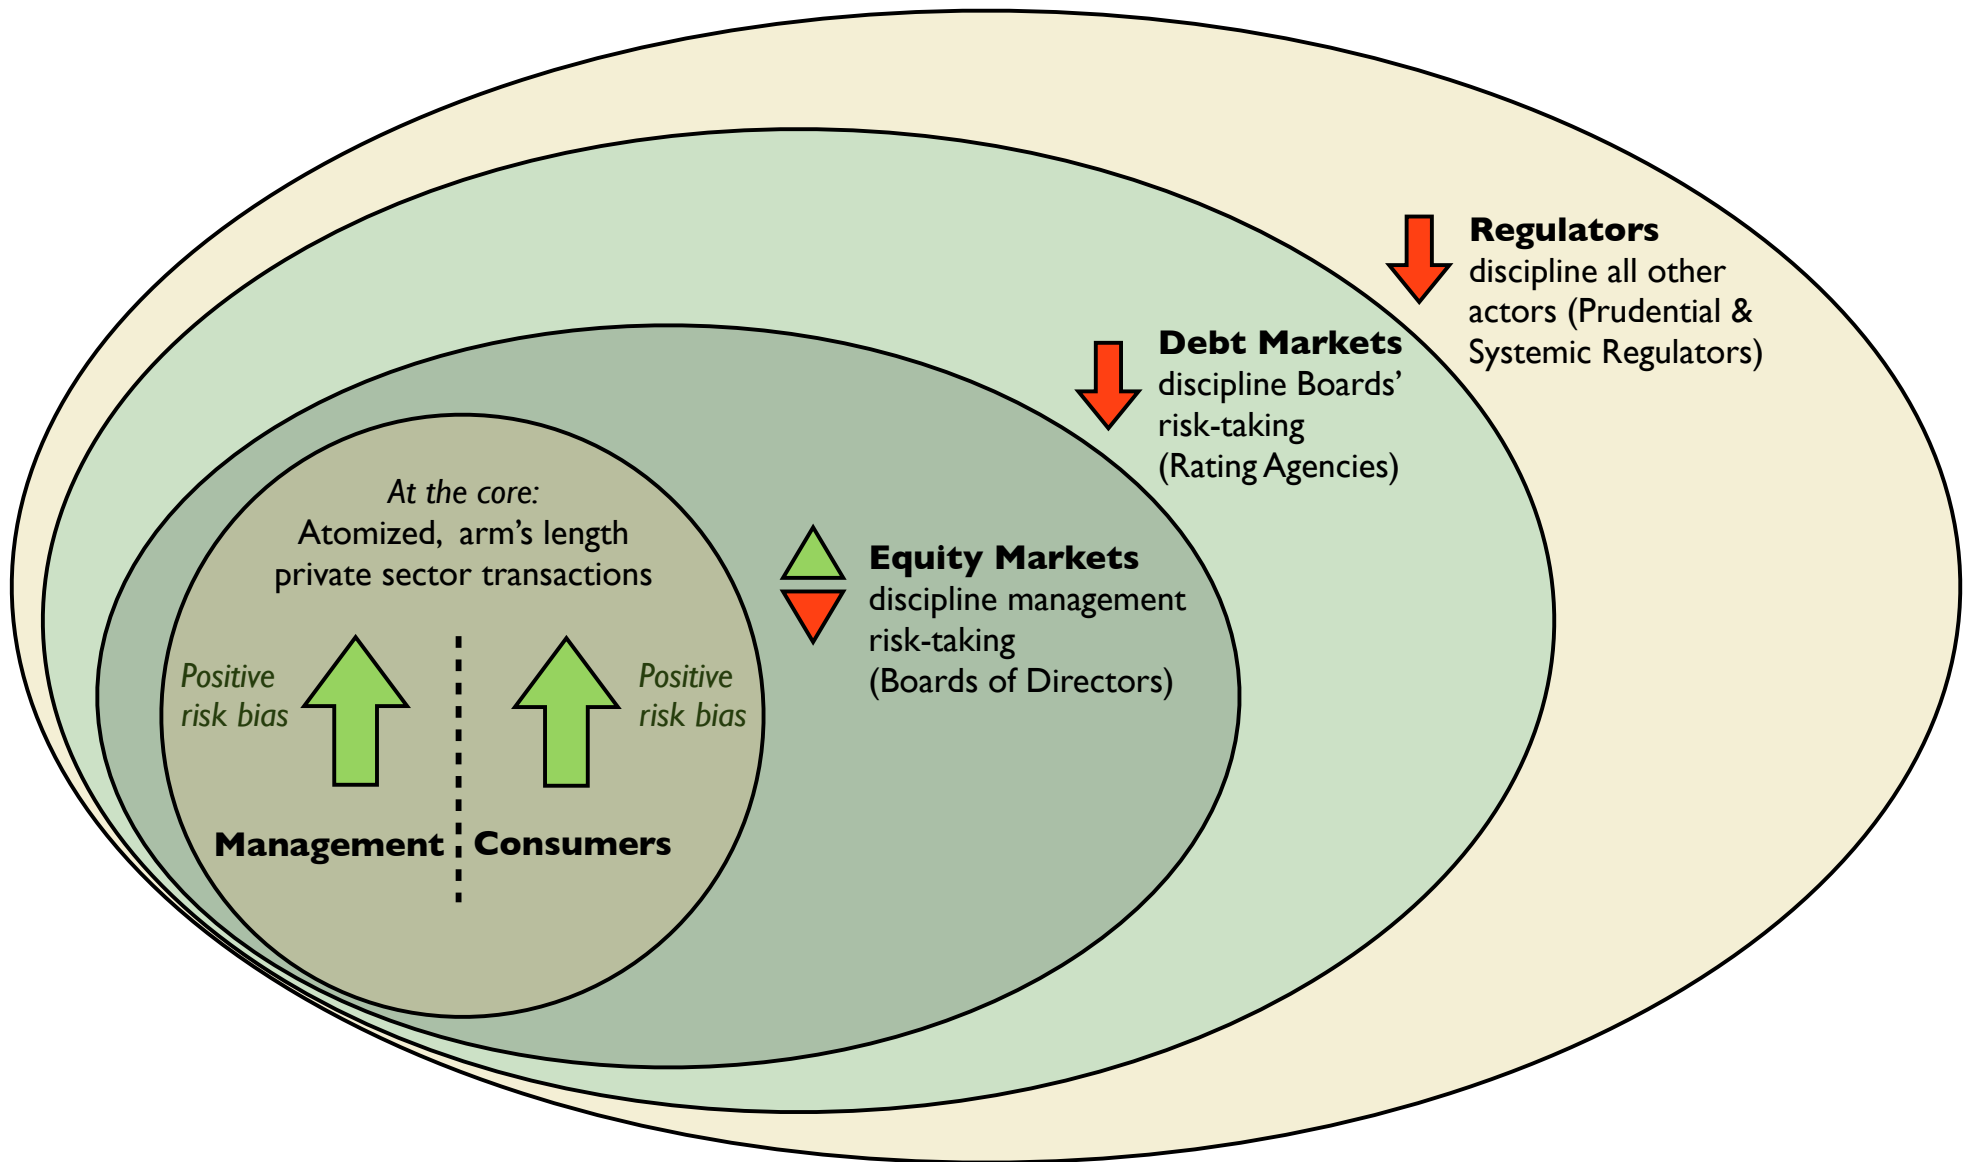 Regulators
discipline all other
actors (Prudential &
Systemic Regulators)
Debt Markets
discipline Boards’
risk-taking
(Rating Agencies)
Equity Markets
discipline management
risk-taking
(Boards of Directors)
At the core:
Atomized, arm’s length
private sector transactions
Positive
risk bias
Positive
risk bias
Management
Consumers